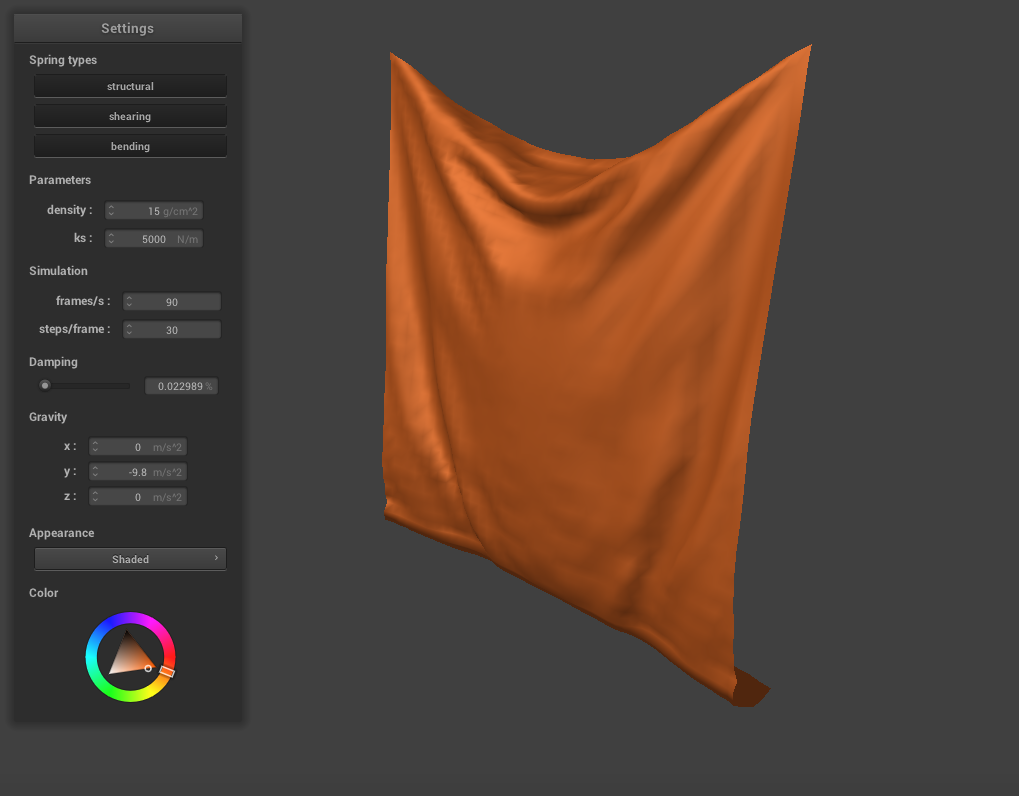 Settings
Spring types
structural
shearing
bending
Parameters
density : 15 g/cm^2
ks : 5000 N/m
Simulation
frames/s : 90
steps/frame : 30
Damping
0.022989 %
Gravity
x : 0 m/s^2
y : -9.8 m/s^2
z : 0 m/s^2
Appearance
Shaded
Color